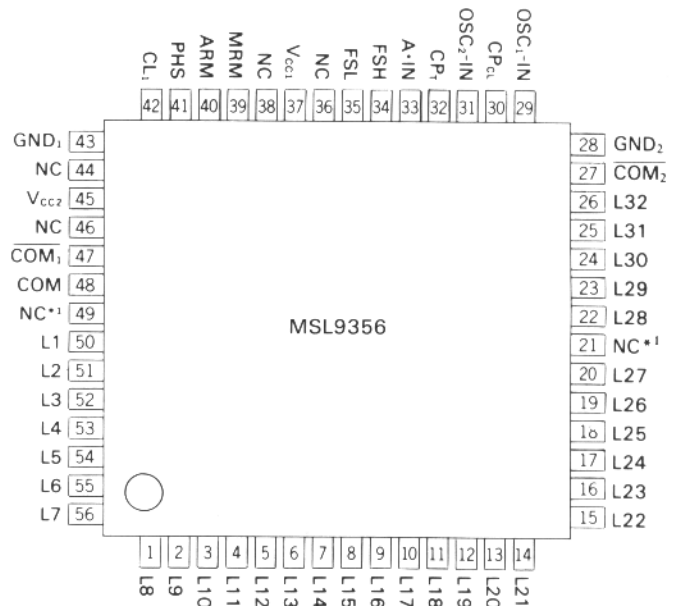 CL₁ PHS ARM MRM NC Vcc₁ NC FSL FSH A·IN CP_T OSC₂-IN CP_CL OSC₁-IN
42 41 40 39 38 37 36 35 34 33 32 31 30 29
GND₁ 43
NC 44
Vcc₂ 45
NC 46
COM₁ 47
COM 48
NC*¹ 49
L1 50
L2 51
L3 52
L4 53
L5 54
L6 55
L7 56
MSL9356
28 GND₂
27 COM₂
26 L32
25 L31
24 L30
23 L29
22 L28
21 NC*¹
20 L27
19 L26
18 L25
17 L24
16 L23
15 L22
1 2 3 4 5 6 7 8 9 10 11 12 13 14
L8 L9 L10 L11 L12 L13 L14 L15 L16 L17 L18 L19 L20 L21